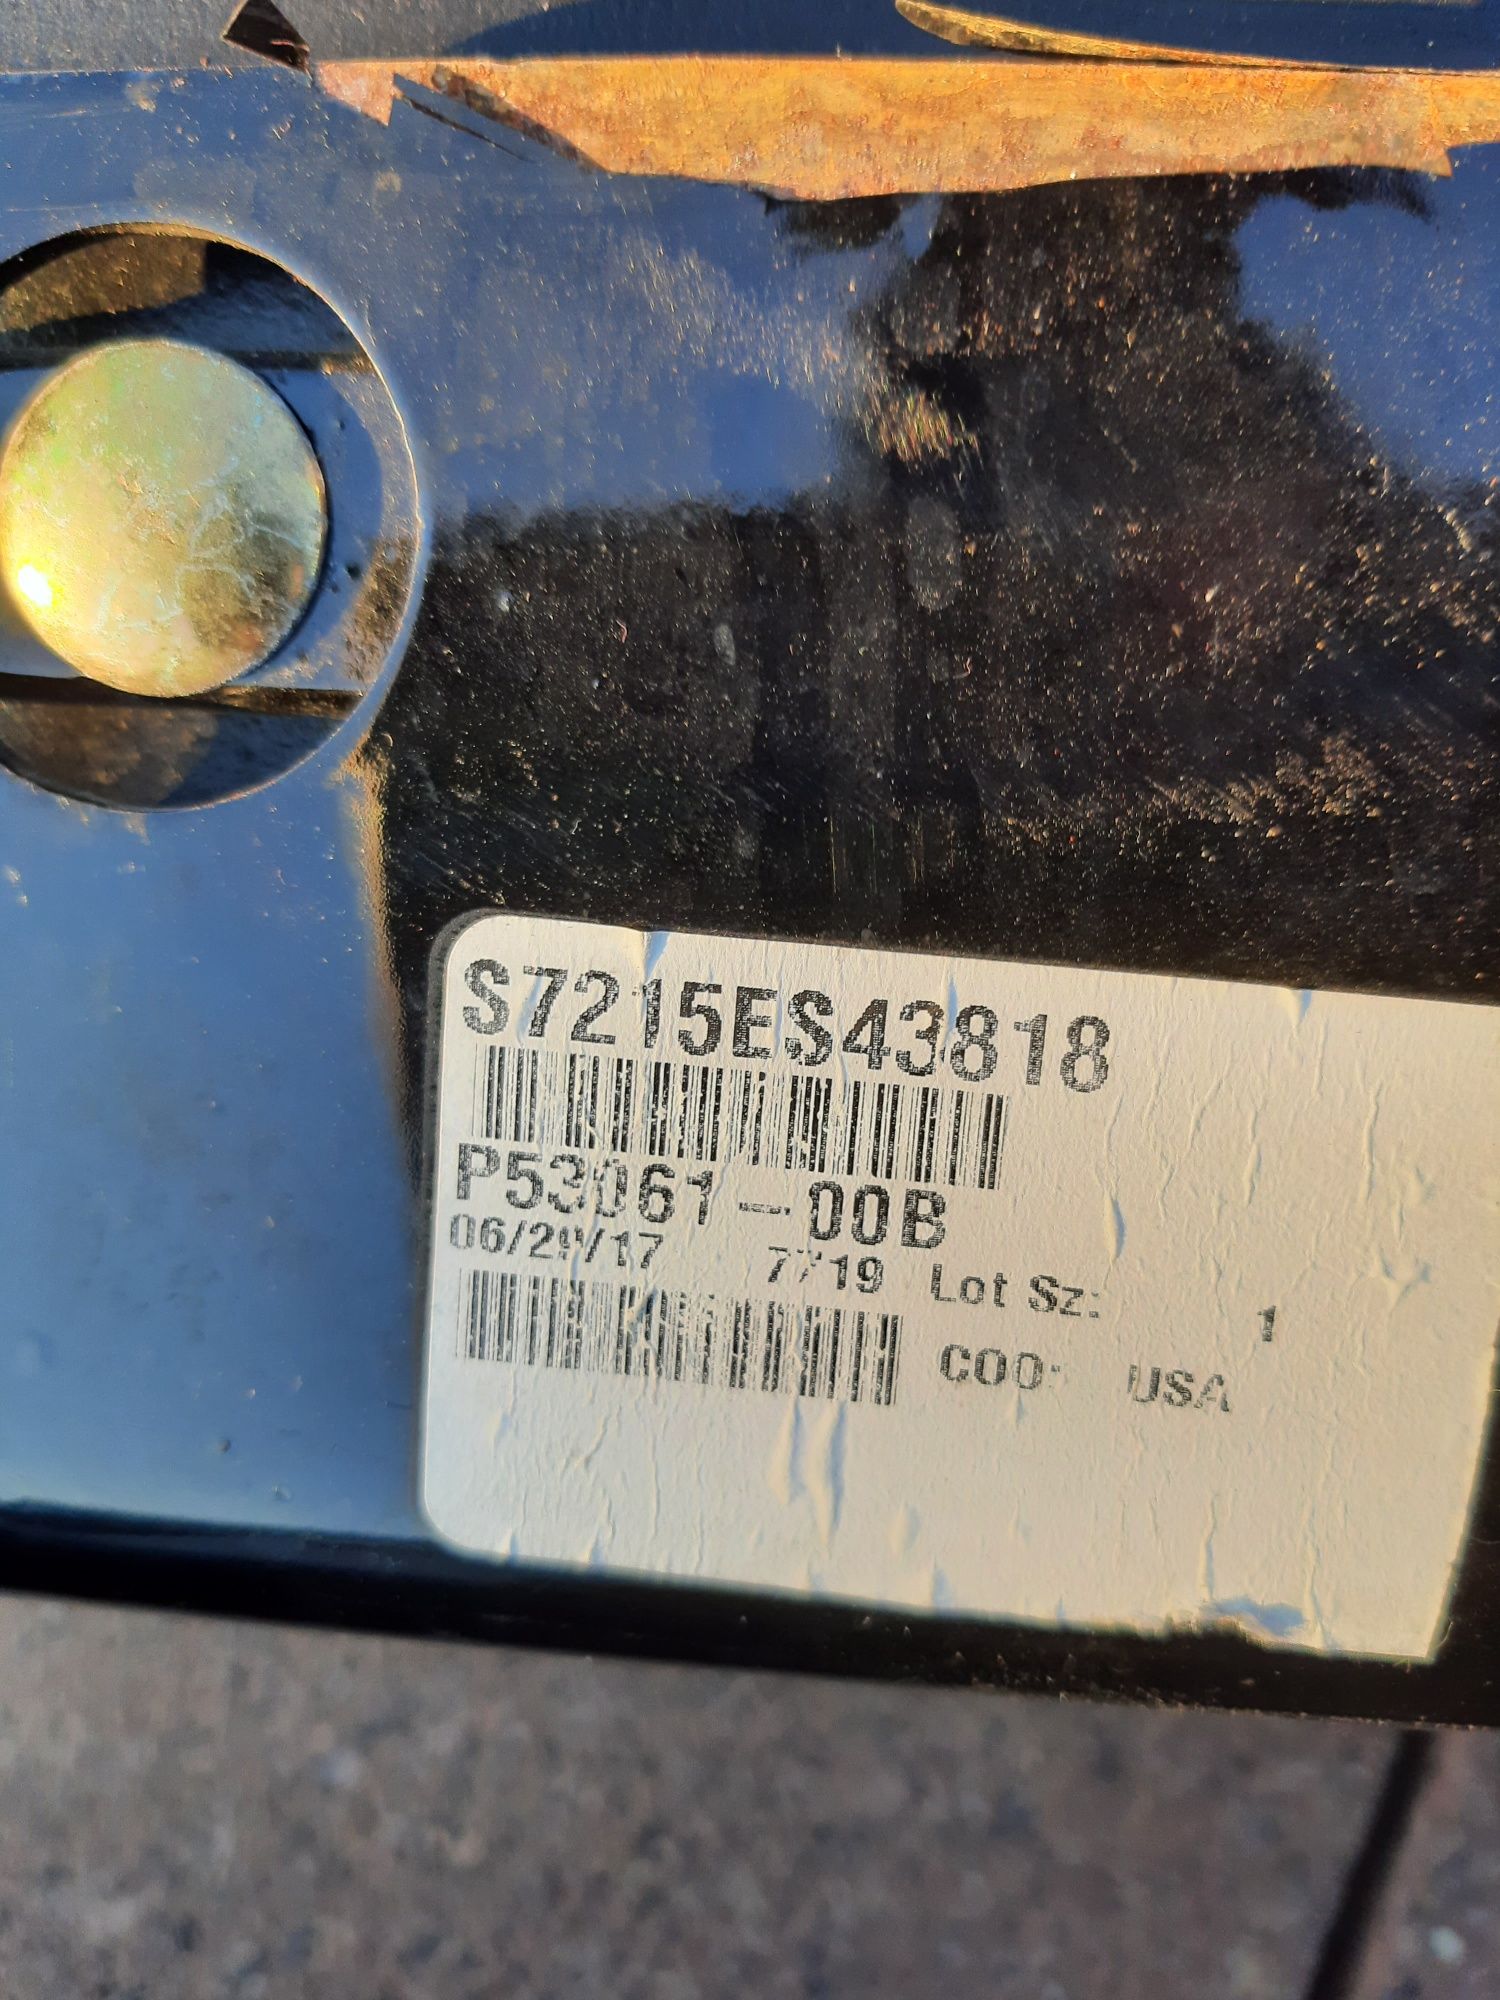 S7215ES43818
P53061-00B
06/29/17 7719 Lot Sz: 1
COO: USA